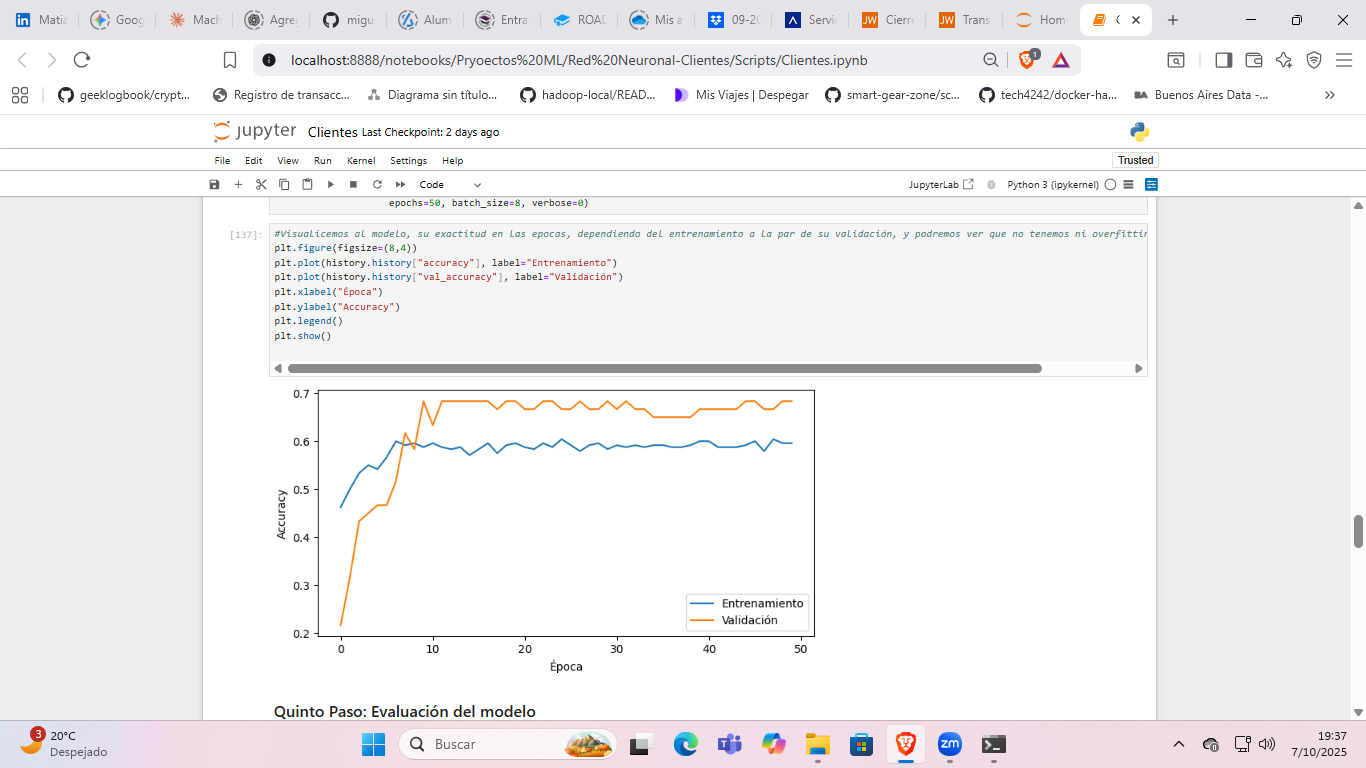 Matia
Goog
Mach
Agreg
migu
Alum
Entra
ROAD
Mis a
09-20
Servic
JW Cierre
JW Trans
Hom
C
localhost:8888/notebooks/Pryoectos%20ML/Red%20Neuronal-Clientes/Scripts/Clientes.ipynb
1
geeklogbook/crypt...
Registro de transacc...
Diagrama sin título...
hadoop-local/READ...
Mis Viajes | Despegar
smart-gear-zone/sc...
tech4242/docker-ha...
BA Buenos Aires Data -...
jupyter Clientes Last Checkpoint: 2 days ago
File Edit View Run Kernel Settings Help Trusted
Code JupyterLab Python 3 (ipykernel)
epochs=50, batch_size=8, verbose=0)
[137]: #Visualicemos al modelo, su exactitud en las epocas, dependiendo del entrenamiento a la par de su validación, y podremos ver que no tenemos ni overfittin
plt.figure(figsize=(8,4))
plt.plot(history.history["accuracy"], label="Entrenamiento")
plt.plot(history.history["val_accuracy"], label="Validación")
plt.xlabel("Época")
plt.ylabel("Accuracy")
plt.legend()
plt.show()
0.7
0.6
0.5
0.4
0.3
0.2
Accuracy
Entrenamiento
Validación
0 10 20 30 40 50
Época
Quinto Paso: Evaluación del modelo
3
20°C
Despejado
Buscar
zm
19:37
7/10/2025